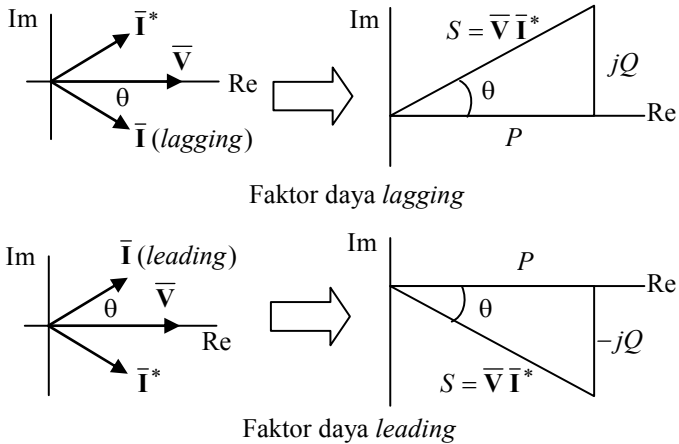 Im
I̅*
V̅
θ
Re
I̅ (lagging)
Im
S = V̅ I̅*
jQ
θ
Re
P
Faktor daya lagging
Im
I̅ (leading)
θ
V̅
Re
I̅*
Im
P
Re
θ
−jQ
S = V̅ I̅*
Faktor daya leading